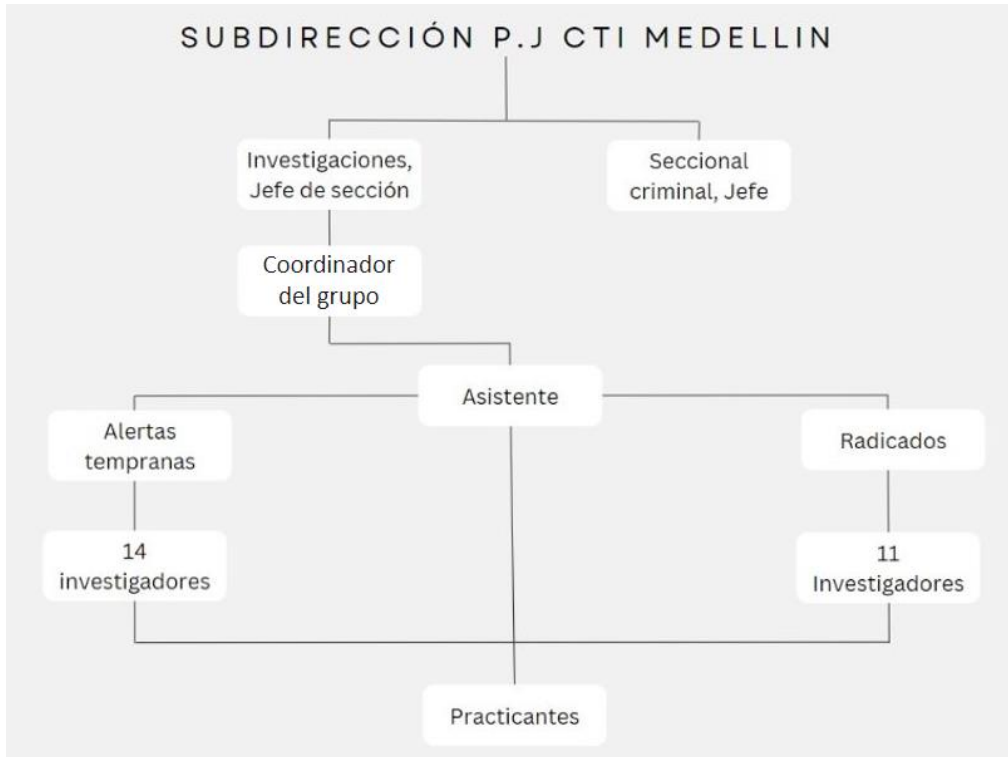 SUBDIRECCIÓN P.J CTI MEDELLIN
Investigaciones,
Jefe de sección
Seccional
criminal, Jefe
Coordinador
del grupo
Asistente
Alertas
tempranas
Radicados
14
investigadores
11
Investigadores
Practicantes